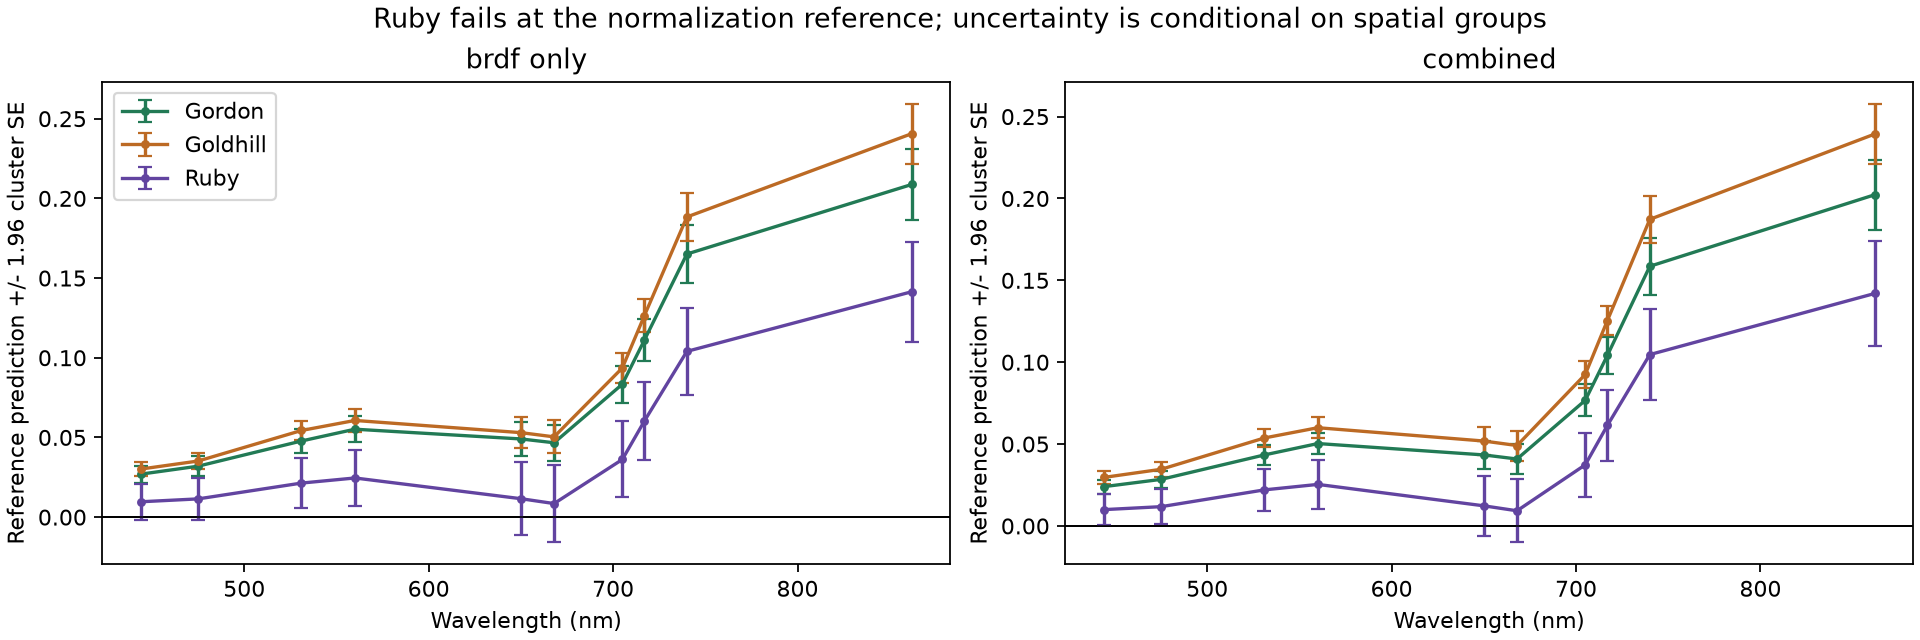 Ruby fails at the normalization reference; uncertainty is conditional on spatial groups
brdf only
Reference prediction +/- 1.96 cluster SE
0.25
0.20
0.15
0.10
0.05
0.00
Gordon
Goldhill
Ruby
500
600
700
800
Wavelength (nm)
combined
Reference prediction +/- 1.96 cluster SE
0.25
0.20
0.15
0.10
0.05
0.00
500
600
700
800
Wavelength (nm)